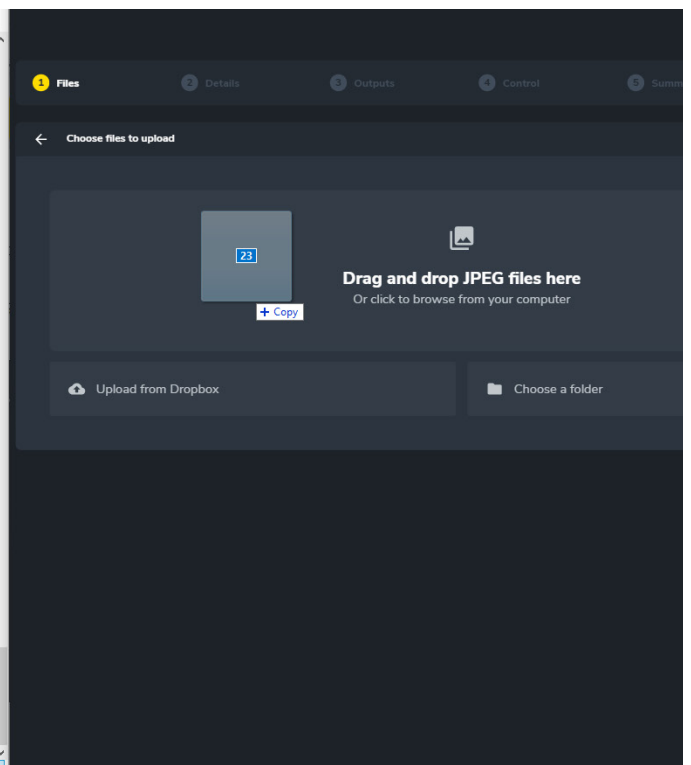 1 Files 2 Details 3 Outputs 4 Control 5 Summ
Choose files to upload
23
+ Copy
Drag and drop JPEG files here
Or click to browse from your computer
Upload from Dropbox Choose a folder